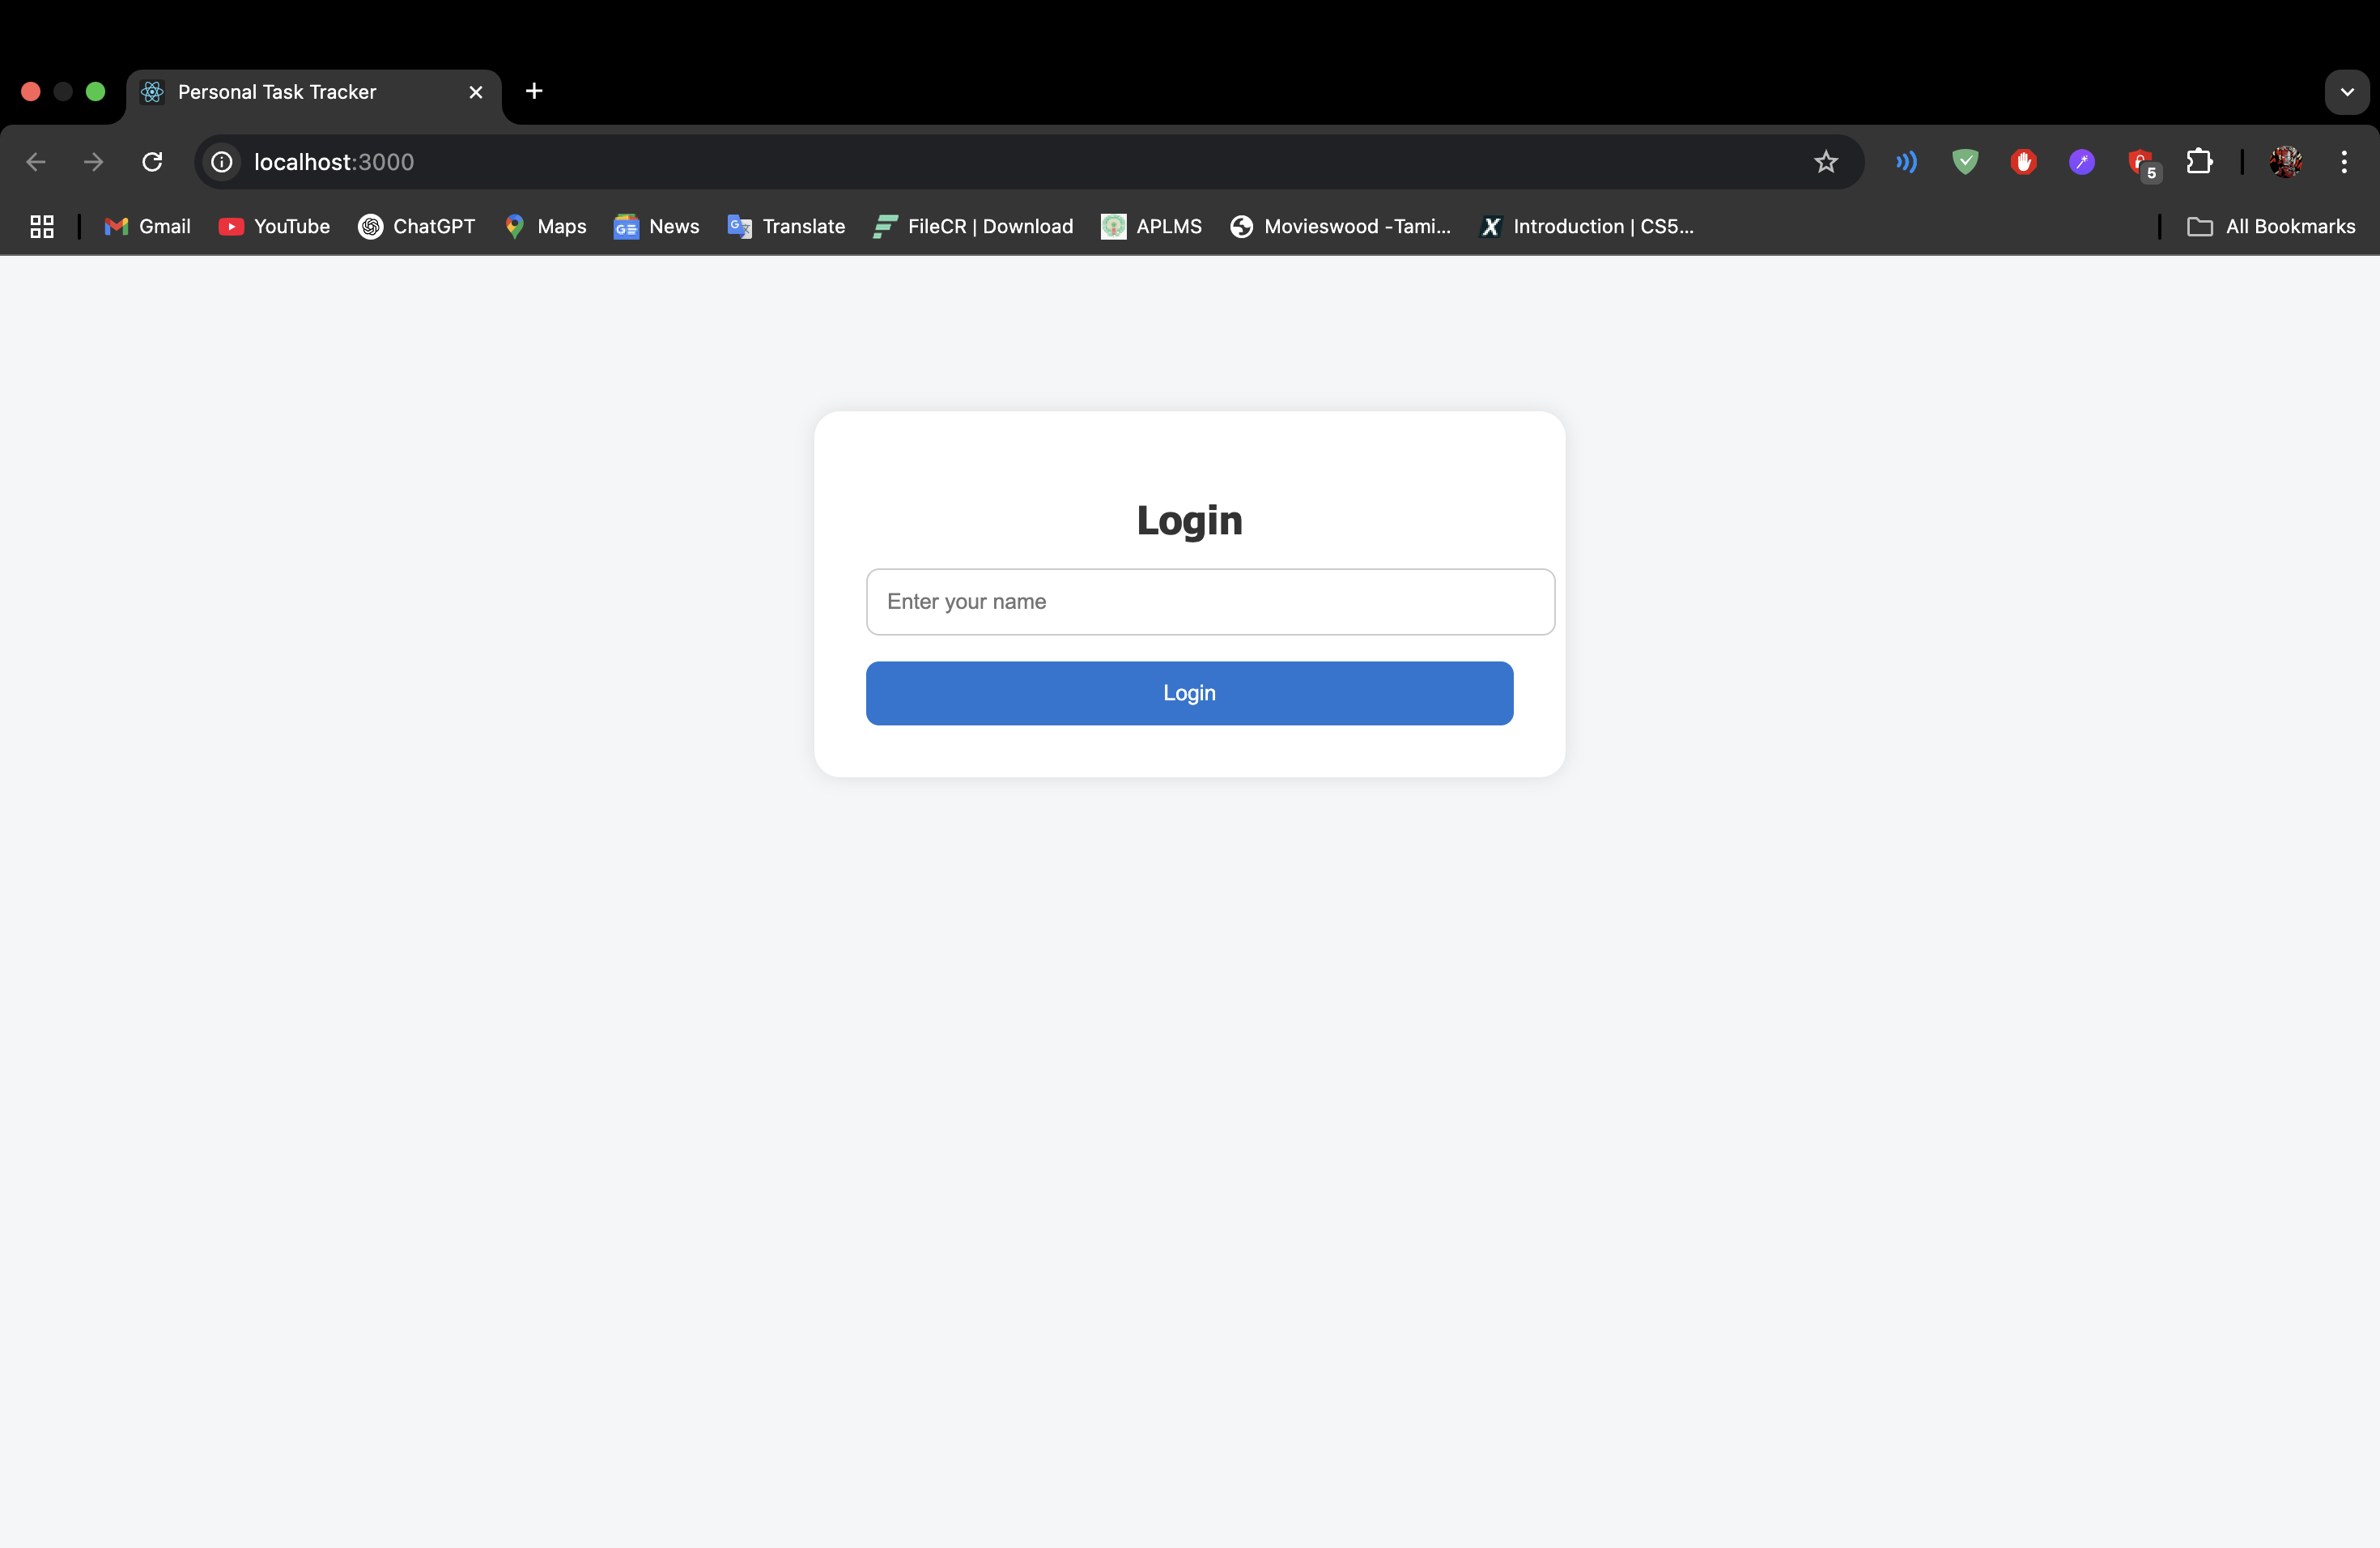 Personal Task Tracker
localhost:3000
5
Gmail YouTube ChatGPT Maps News Translate FileCR | Download APLMS Movieswood -Tami... Introduction | CS5... All Bookmarks
Login
Enter your name
Login